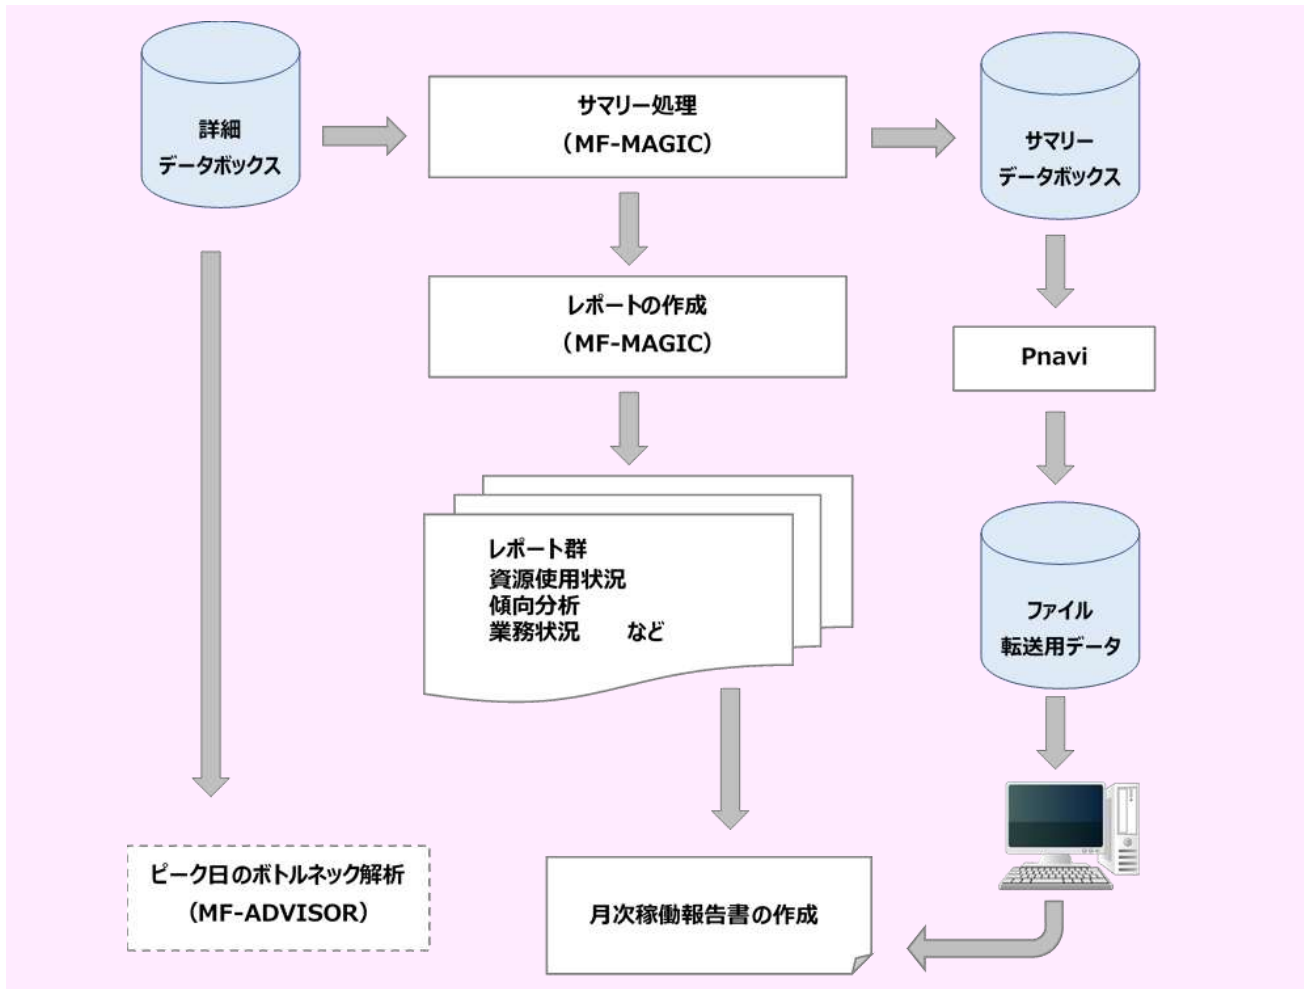 詳細
データボックス
サマリー処理
（MF-MAGIC）
サマリー
データボックス
レポートの作成
（MF-MAGIC）
Pnavi
レポート群
資源使用状況
傾向分析
業務状況　　など
ファイル
転送用データ
ピーク日のボトルネック解析
（MF-ADVISOR）
月次稼働報告書の作成